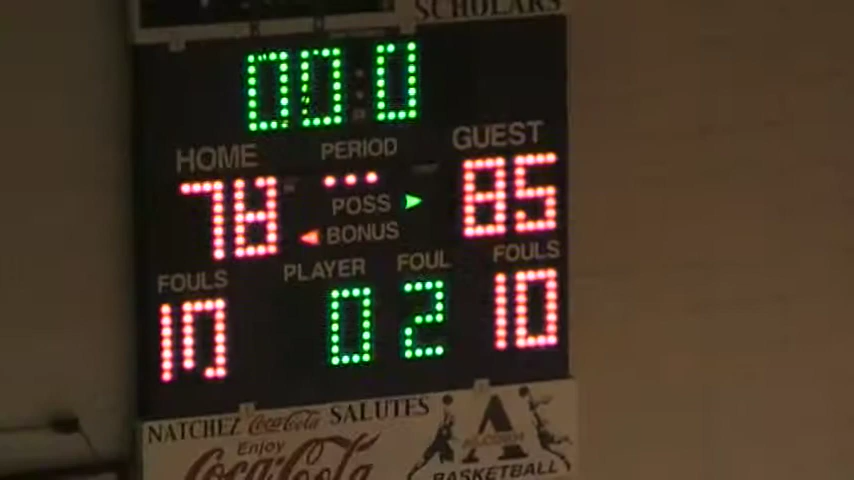 SCHOLARS
00:0
HOME PERIOD GUEST
78 85
POSS
BONUS
FOULS PLAYER FOUL FOULS
10 0 2 10
NATCHEZ Coca-Cola SALUTES
Enjoy
Coca-Cola
A
ALCORN
BASKETBALL